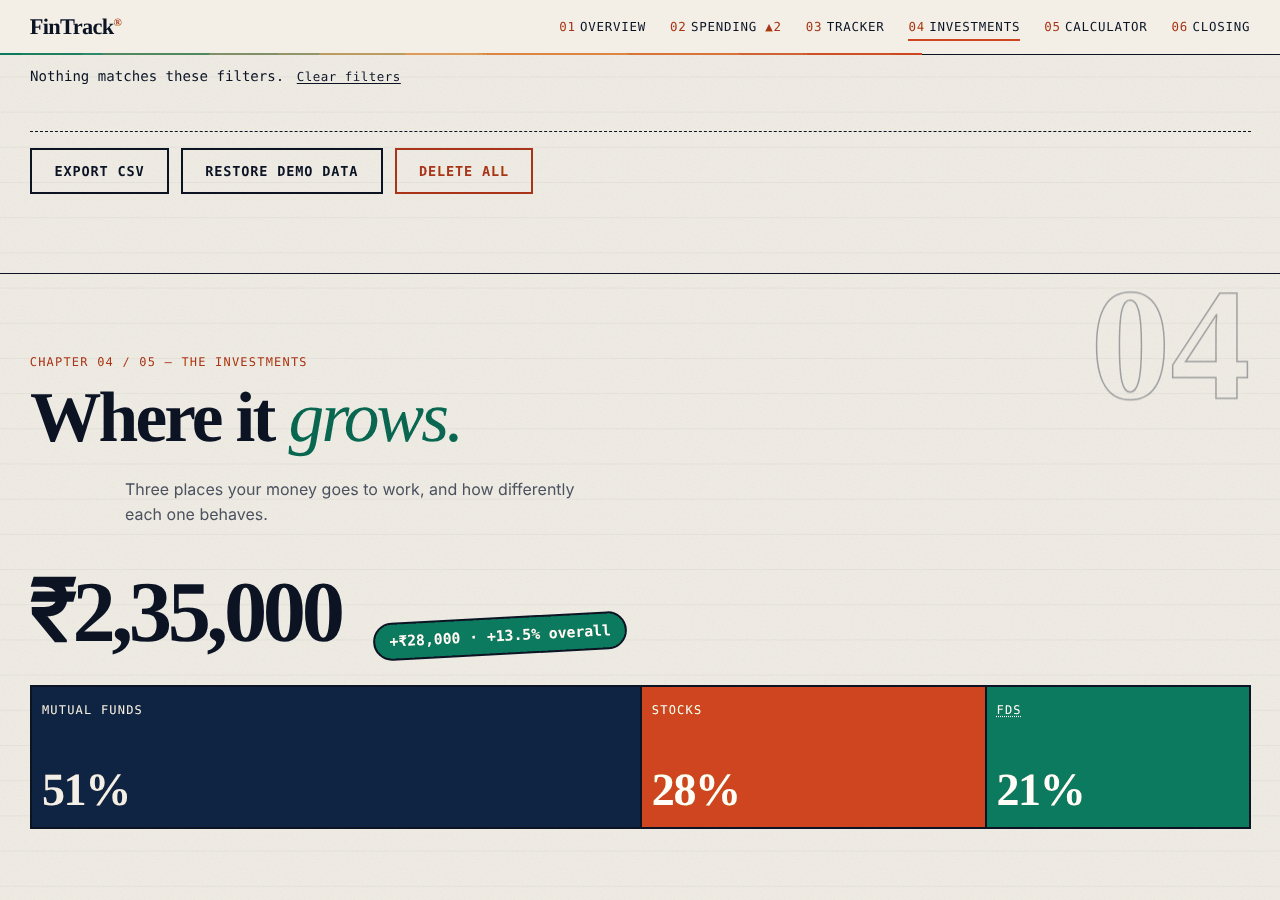 FinTrack®
01 OVERVIEW 02 SPENDING ▲2 03 TRACKER 04 INVESTMENTS 05 CALCULATOR 06 CLOSING
Nothing matches these filters. Clear filters
EXPORT CSV RESTORE DEMO DATA DELETE ALL
04
CHAPTER 04 / 05 — THE INVESTMENTS
Where it grows.
Three places your money goes to work, and how differently
each one behaves.
₹2,35,000
+₹28,000 · +13.5% overall
MUTUAL FUNDS
51%
STOCKS
28%
FDS
21%